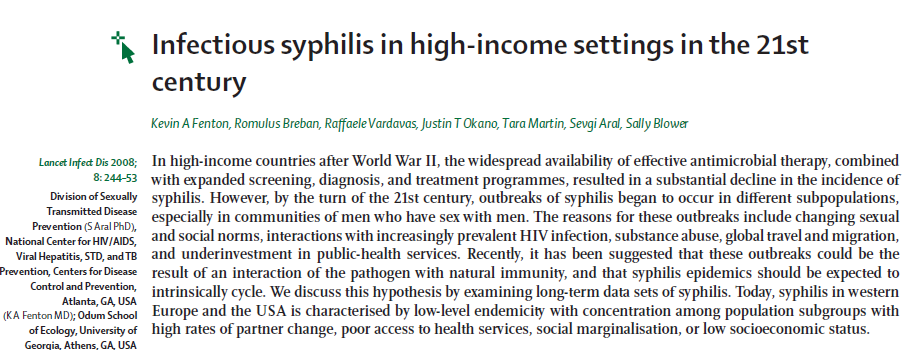 Infectious syphilis in high-income settings in the 21st
century
Kevin A Fenton, Romulus Breban, Raffaele Vardavas, Justin T Okano, Tara Martin, Sevgi Aral, Sally Blower
Lancet Infect Dis 2008;
8: 244–53
Division of Sexually
Transmitted Disease
Prevention (S Aral PhD),
National Center for HIV/AIDS,
Viral Hepatitis, STD, and TB
Prevention, Centers for Disease
Control and Prevention,
Atlanta, GA, USA
(K A Fenton MD); Odum School
of Ecology, University of
Georgia, Athens, GA, USA
In high-income countries after World War II, the widespread availability of effective antimicrobial therapy, combined
with expanded screening, diagnosis, and treatment programmes, resulted in a substantial decline in the incidence of
syphilis. However, by the turn of the 21st century, outbreaks of syphilis began to occur in different subpopulations,
especially in communities of men who have sex with men. The reasons for these outbreaks include changing sexual
and social norms, interactions with increasingly prevalent HIV infection, substance abuse, global travel and migration,
and underinvestment in public-health services. Recently, it has been suggested that these outbreaks could be the
result of an interaction of the pathogen with natural immunity, and that syphilis epidemics should be expected to
intrinsically cycle. We discuss this hypothesis by examining long-term data sets of syphilis. Today, syphilis in western
Europe and the USA is characterised by low-level endemicity with concentration among population subgroups with
high rates of partner change, poor access to health services, social marginalisation, or low socioeconomic status.